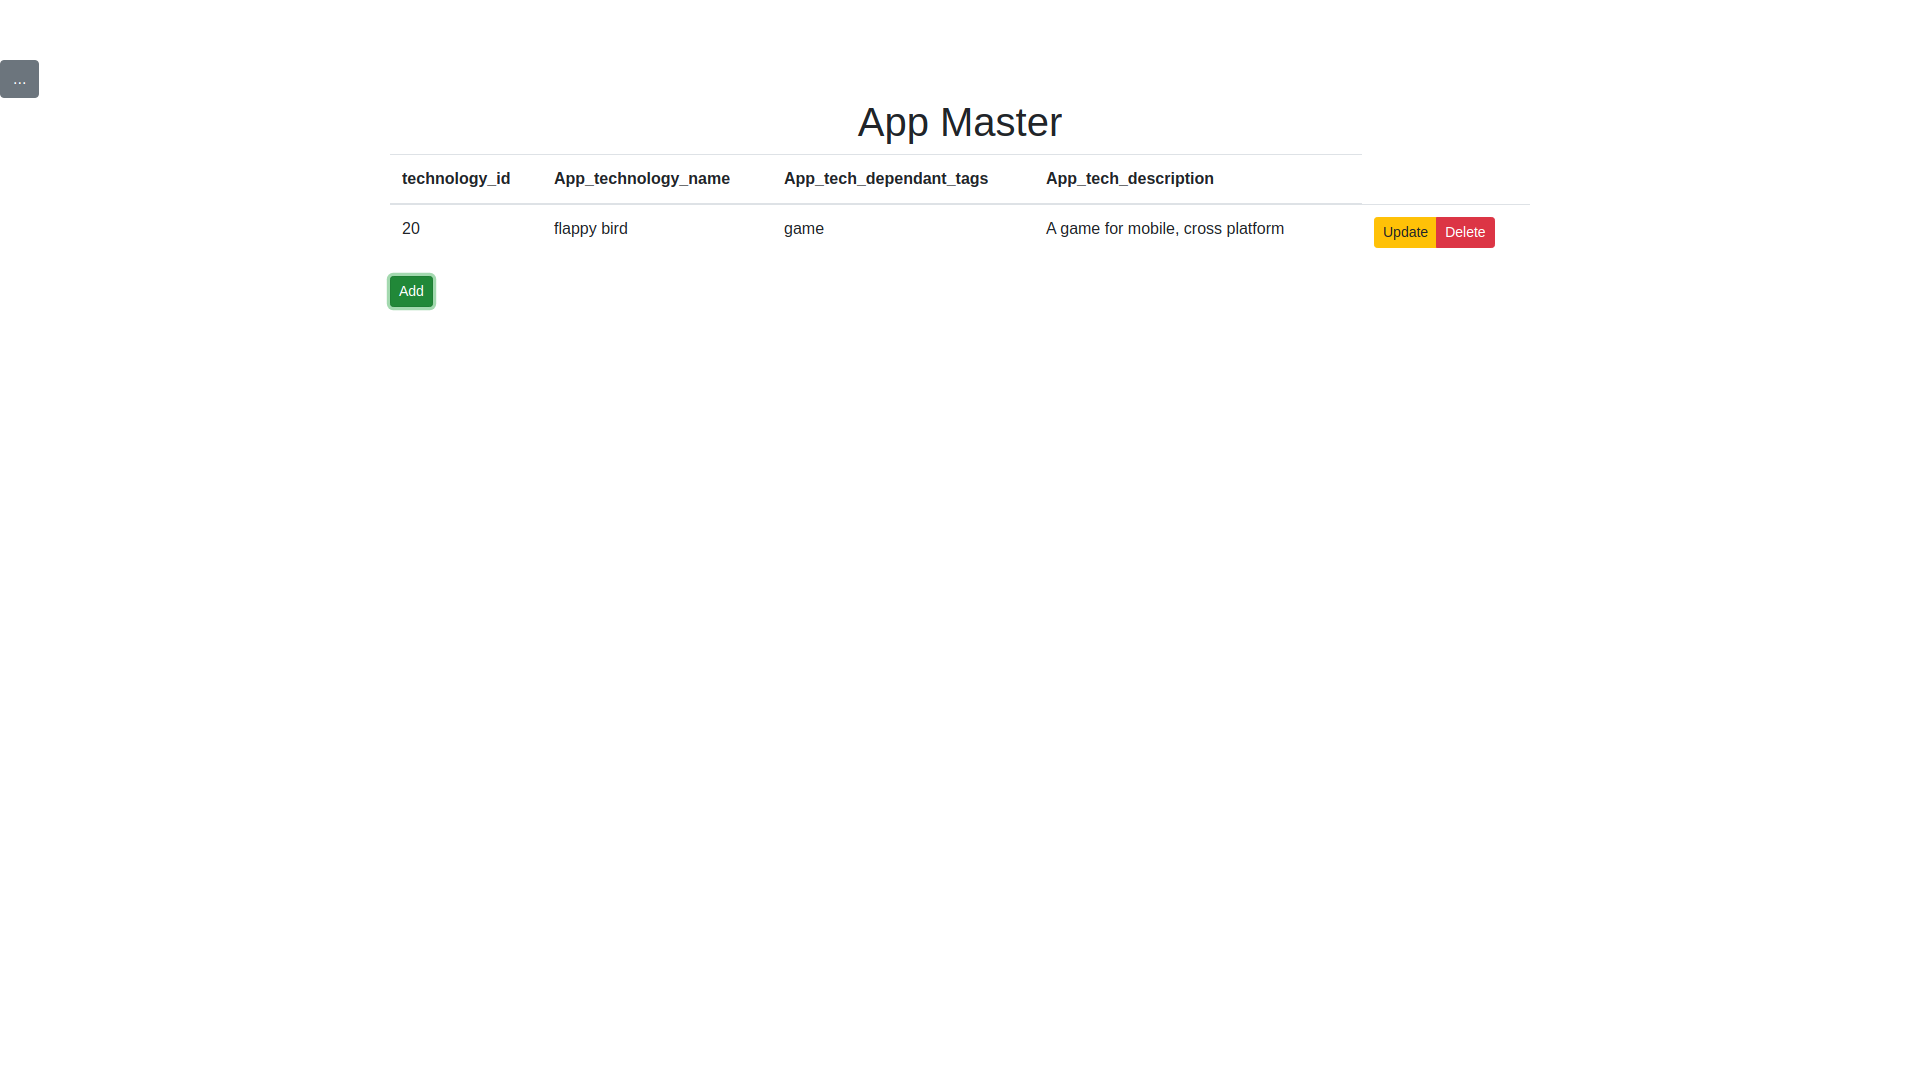 ...
App Master
technology_id App_technology_name App_tech_dependant_tags App_tech_description
20 flappy bird game A game for mobile, cross platform Update Delete
Add